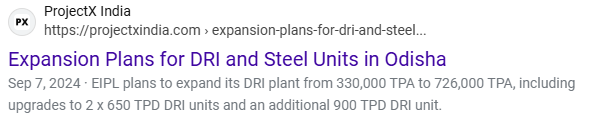 PX
ProjectX India
https://projectxindia.com › expansion-plans-for-dri-and-steel...
Expansion Plans for DRI and Steel Units in Odisha
Sep 7, 2024 · EIPL plans to expand its DRI plant from 330,000 TPA to 726,000 TPA, including
upgrades to 2 x 650 TPD DRI units and an additional 900 TPD DRI unit.